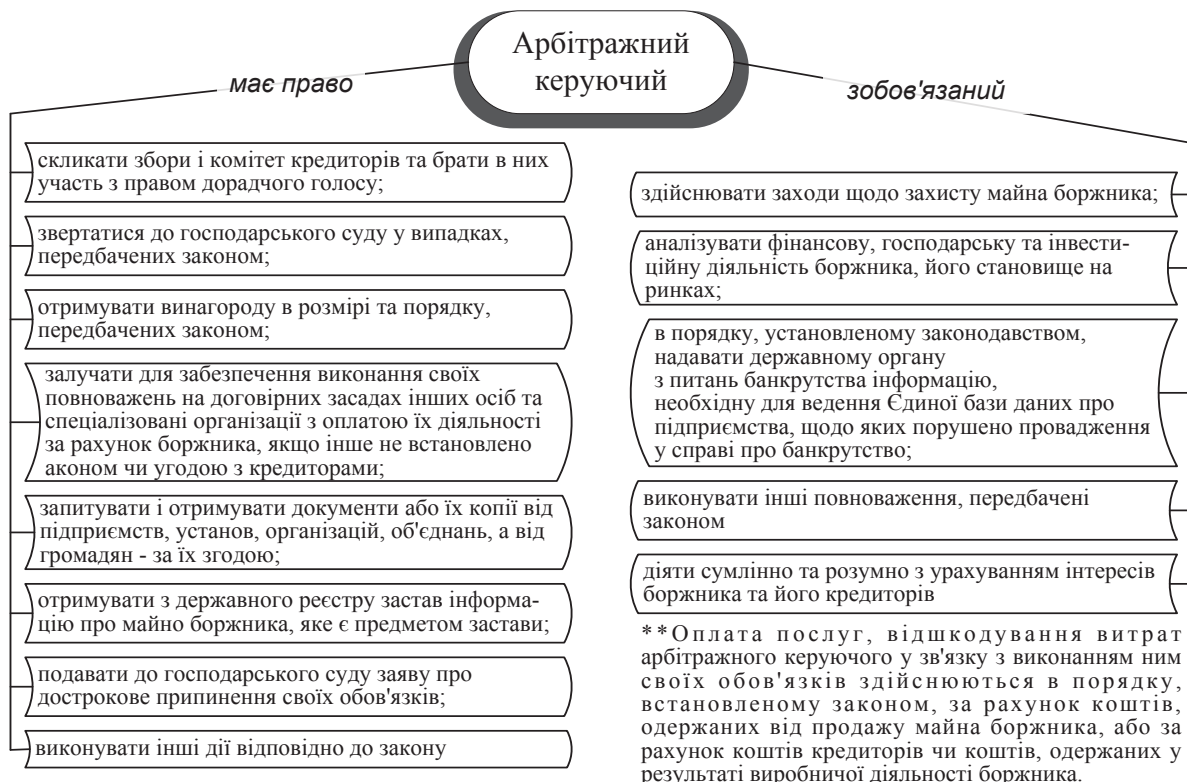 Арбітражний
керуючий
має право
зобов'язаний
скликати збори і комітет кредиторів та брати в них
участь з правом дорадчого голосу;
звертатися до господарського суду у випадках,
передбачених законом;
отримувати винагороду в розмірі та порядку,
передбачених законом;
залучати для забезпечення виконання своїх
повноважень на договірних засадах інших осіб та
спеціалізовані організації з оплатою їх діяльності
за рахунок боржника, якщо інше не встановлено
аконом чи угодою з кредиторами;
запитувати і отримувати документи або їх копії від
підприємств, установ, організацій, об'єднань, а від
громадян - за їх згодою;
отримувати з державного реєстру застав інформа-
цію про майно боржника, яке є предметом застави;
подавати до господарського суду заяву про
дострокове припинення своїх обов'язків;
виконувати інші дії відповідно до закону
здійснювати заходи щодо захисту майна боржника;
аналізувати фінансову, господарську та інвести-
ційну діяльність боржника, його становище на
ринках;
в порядку, установленому законодавством,
надавати державному органу
з питань банкрутства інформацію,
необхідну для ведення Єдиної бази даних про
підприємства, щодо яких порушено провадження
у справі про банкрутство;
виконувати інші повноваження, передбачені
законом
діяти сумлінно та розумно з урахуванням інтересів
боржника та його кредиторів
**Оплата послуг, відшкодування витрат
арбітражного керуючого у зв'язку з виконанням ним
своїх обов'язків здійснюються в порядку,
встановленому законом, за рахунок коштів,
одержаних від продажу майна боржника, або за
рахунок коштів кредиторів чи коштів, одержаних у
результаті виробничої діяльності боржника.